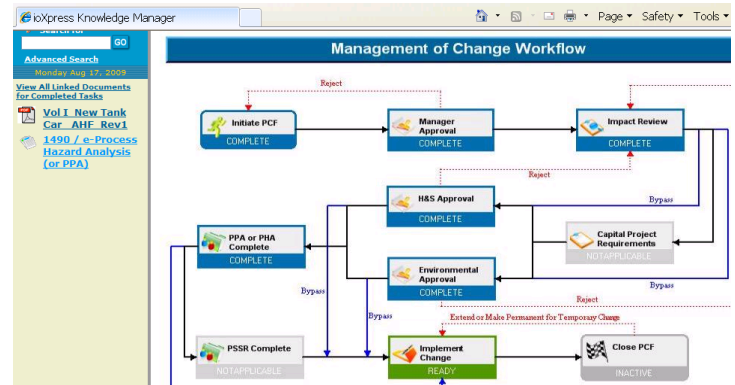 ioXpress Knowledge Manager
Page Safety Tools
Search for
GO
Advanced Search
Monday Aug 17, 2009
View All Linked Documents
for Completed Tasks
Vol I New Tank
Car AHF Rev1
1490 / e-Process
Hazard Analysis
(or PPA)
Management of Change Workflow
Reject
Initiate PCF
COMPLETE
Manager
Approval
COMPLETE
Impact Review
COMPLETE
Reject
H&S Approval
COMPLETE
Bypass
PPA or PHA
Complete
COMPLETE
Capital Project
Requirements
NOTAPPLICABLE
Environmental
Approval
COMPLETE
Bypass
Bypass
Reject
Bypass
Extend or Make Permanent for Temporary Change
PSSR Complete
NOTAPPLICABLE
Implement
Change
READY
Close PCF
INACTIVE